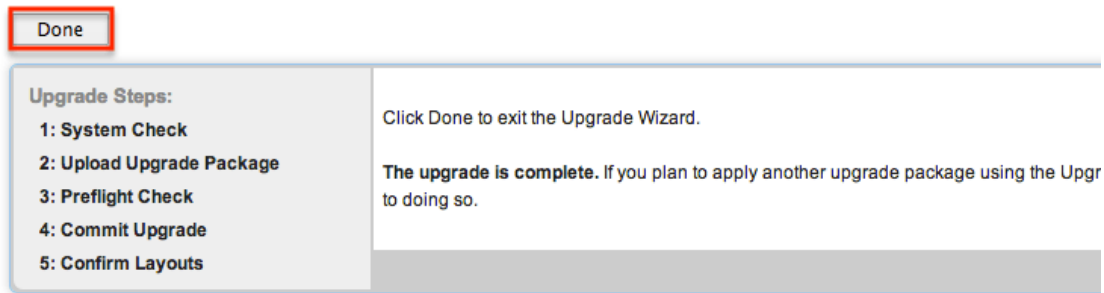 Done
Upgrade Steps:
1: System Check
2: Upload Upgrade Package
3: Preflight Check
4: Commit Upgrade
5: Confirm Layouts
Click Done to exit the Upgrade Wizard.
The upgrade is complete. If you plan to apply another upgrade package using the Upgr
to doing so.